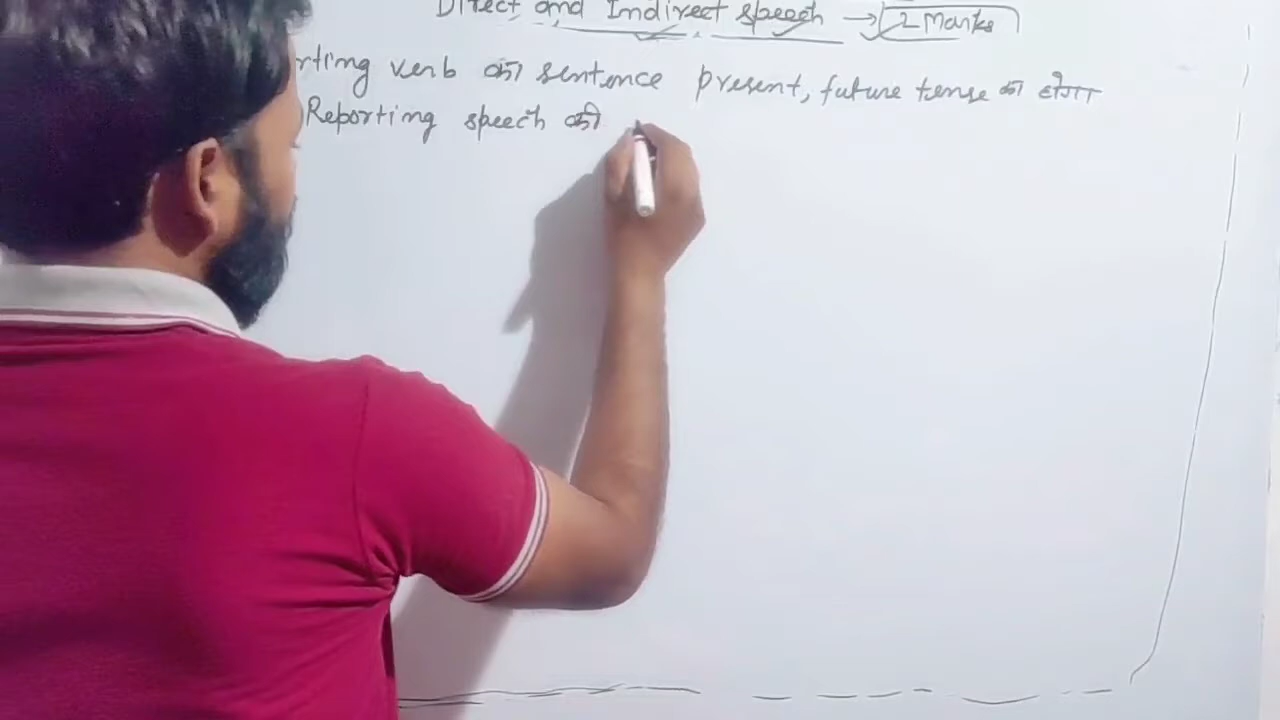 Direct and Indirect speech → 2 Marks
rting verb का sentence present, future tense का होगा
Reporting speech की